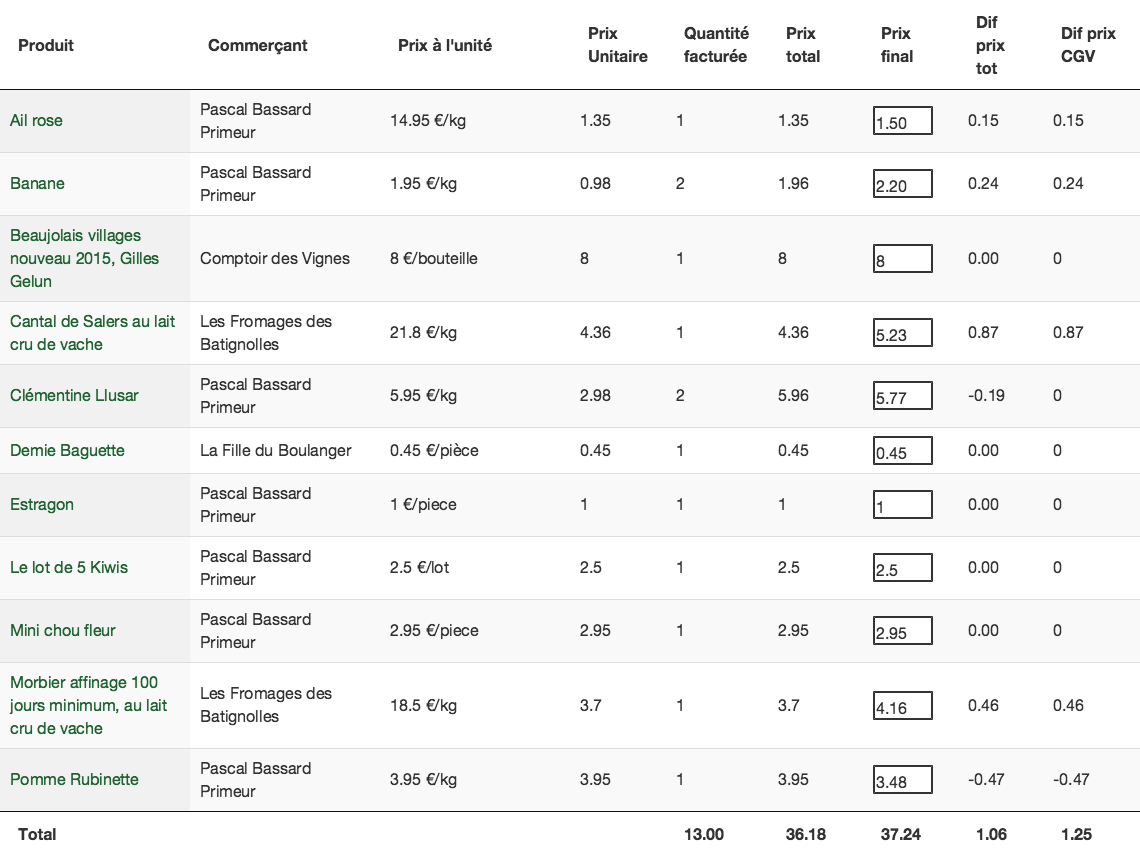 Produit Commerçant Prix à l'unité Prix Unitaire Quantité facturée Prix total Prix final Dif prix tot Dif prix CGV
Ail rose Pascal Bassard Primeur 14.95 €/kg 1.35 1 1.35 1.50 0.15 0.15
Banane Pascal Bassard Primeur 1.95 €/kg 0.98 2 1.96 2.20 0.24 0.24
Beaujolais villages nouveau 2015, Gilles Gelun Comptoir des Vignes 8 €/bouteille 8 1 8 8 0.00 0
Cantal de Salers au lait cru de vache Les Fromages des Batignolles 21.8 €/kg 4.36 1 4.36 5.23 0.87 0.87
Clémentine Llusar Pascal Bassard Primeur 5.95 €/kg 2.98 2 5.96 5.77 -0.19 0
Demie Baguette La Fille du Boulanger 0.45 €/pièce 0.45 1 0.45 0.45 0.00 0
Estragon Pascal Bassard Primeur 1 €/piece 1 1 1 1 0.00 0
Le lot de 5 Kiwis Pascal Bassard Primeur 2.5 €/lot 2.5 1 2.5 2.5 0.00 0
Mini chou fleur Pascal Bassard Primeur 2.95 €/piece 2.95 1 2.95 2.95 0.00 0
Morbier affinage 100 jours minimum, au lait cru de vache Les Fromages des Batignolles 18.5 €/kg 3.7 1 3.7 4.16 0.46 0.46
Pomme Rubinette Pascal Bassard Primeur 3.95 €/kg 3.95 1 3.95 3.48 -0.47 -0.47
Total 13.00 36.18 37.24 1.06 1.25